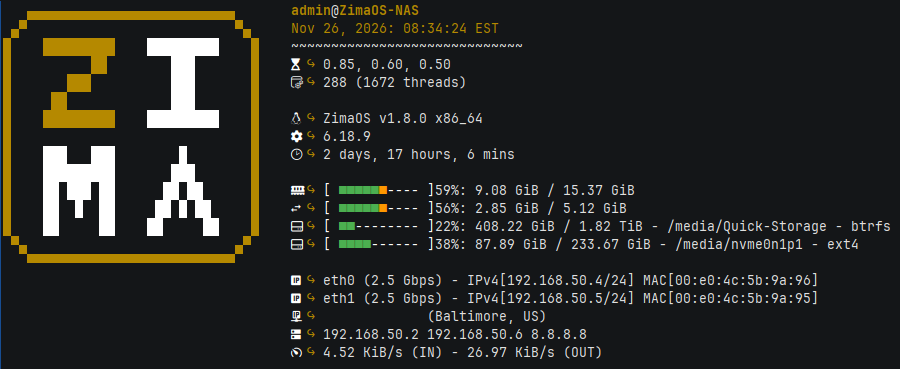 ZI
MA
admin@ZimaOS-NAS
Nov 26, 2026: 08:34:24 EST
~~~~~~~~~~~~~~~~~~~~~~~~~~~~~
0.85, 0.60, 0.50
288 (1672 threads)
ZimaOS v1.8.0 x86_64
6.18.9
2 days, 17 hours, 6 mins
[ ■■■■■■---- ]59%: 9.08 GiB / 15.37 GiB
[ ■■■■■■---- ]56%: 2.85 GiB / 5.12 GiB
[ ■■-------- ]22%: 408.22 GiB / 1.82 TiB - /media/Quick-Storage - btrfs
[ ■■■■------ ]38%: 87.89 GiB / 233.67 GiB - /media/nvme0n1p1 - ext4
IP eth0 (2.5 Gbps) - IPv4[192.168.50.4/24] MAC[00:e0:4c:5b:9a:96]
IP eth1 (2.5 Gbps) - IPv4[192.168.50.5/24] MAC[00:e0:4c:5b:9a:95]
IP (Baltimore, US)
192.168.50.2 192.168.50.6 8.8.8.8
4.52 KiB/s (IN) - 26.97 KiB/s (OUT)